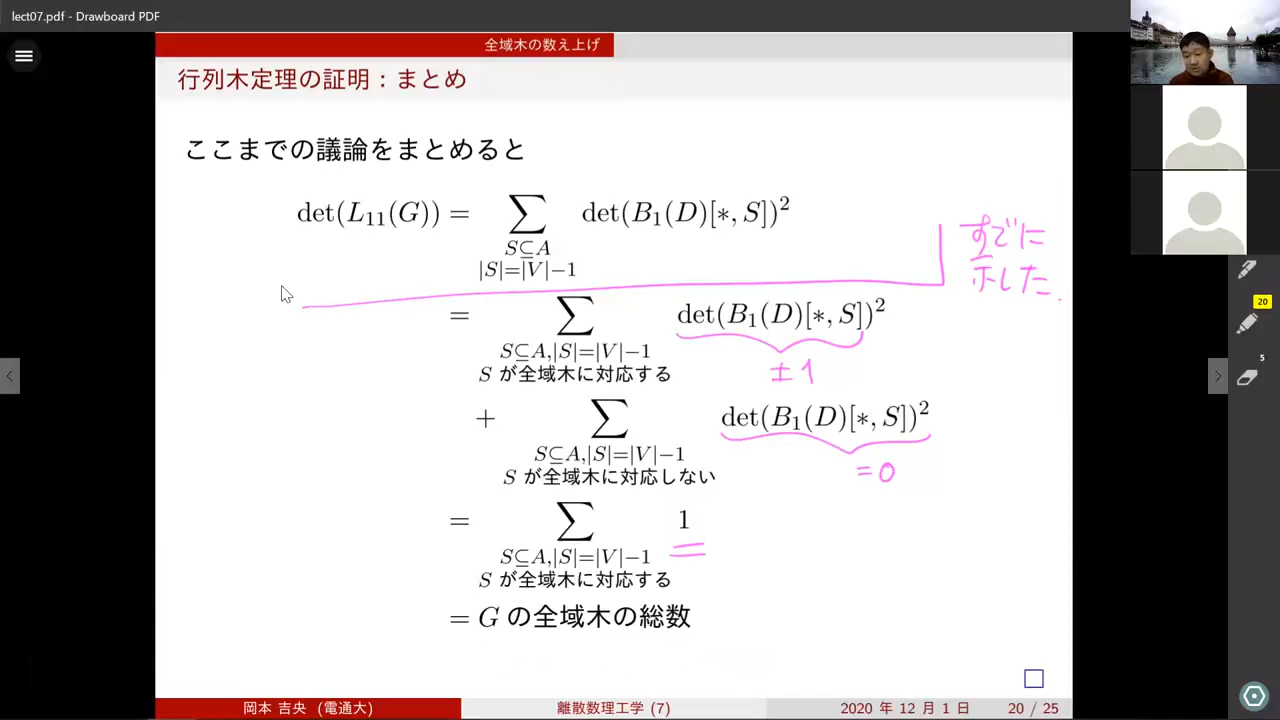 lect07.pdf - Drawboard PDF
全域木の数え上げ
行列木定理の証明：まとめ
ここまでの議論をまとめると
det(L₁₁(G)) = ∑ det(B₁(D)[∗, S])²
S⊆A
|S|=|V|−1
すでに
示した.
= ∑ det(B₁(D)[∗, S])²
S⊆A,|S|=|V|−1
S が全域木に対応する
±1
+ ∑ det(B₁(D)[∗, S])²
S⊆A,|S|=|V|−1
S が全域木に対応しない
=0
= ∑ 1
S⊆A,|S|=|V|−1
S が全域木に対応する
= G の全域木の総数
岡本 吉央 (電通大)
離散数理工学 (7)
2020 年 12 月 1 日 20 / 25
20
5